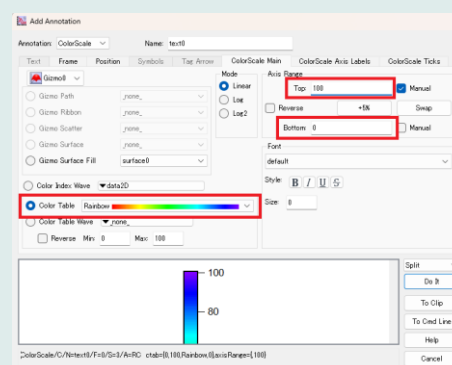 Add Annotation
Annotation: ColorScale Name: text0
Text Frame Position Symbols Tag Arrow ColorScale Main ColorScale Axis Labels ColorScale Ticks
Gizmo0 Mode Axis Range
Linear Top: 100 Manual
Gizmo Path _none_ Log Reverse +5% Swap
Gizmo Ribbon _none_ Log2
Gizmo Scatter _none_ Bottom: 0 Manual
Gizmo Surface _none_ Font
Gizmo Surface Fill surface0 default
Color Index Wave data2D Style: B I U S
Color Table Rainbow Size: 0
Color Table Wave _none_
Reverse Min: 0 Max: 100
100
80
Split
Do It
To Clip
To Cmd Line
Help
Cancel
ColorScale/C/N=text0/F=0/S=3/A=RC ctab={0,100,Rainbow,0},axisRange={,100}